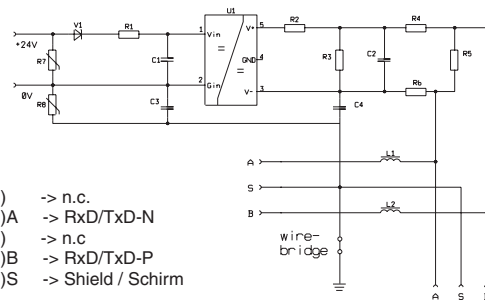 V1
R1
U1
R2
R4
+24V
R7
C1
1
Vin
V+
5
GND
4
R3
C2
R5
0V
R8
C3
2
Gin
V-
3
Rb
C4
A
L1
S
B
L2
) -> n.c.
)A -> RxD/TxD-N
) -> n.c
)B -> RxD/TxD-P
)S -> Shield / Schirm
wire-
bridge
A S